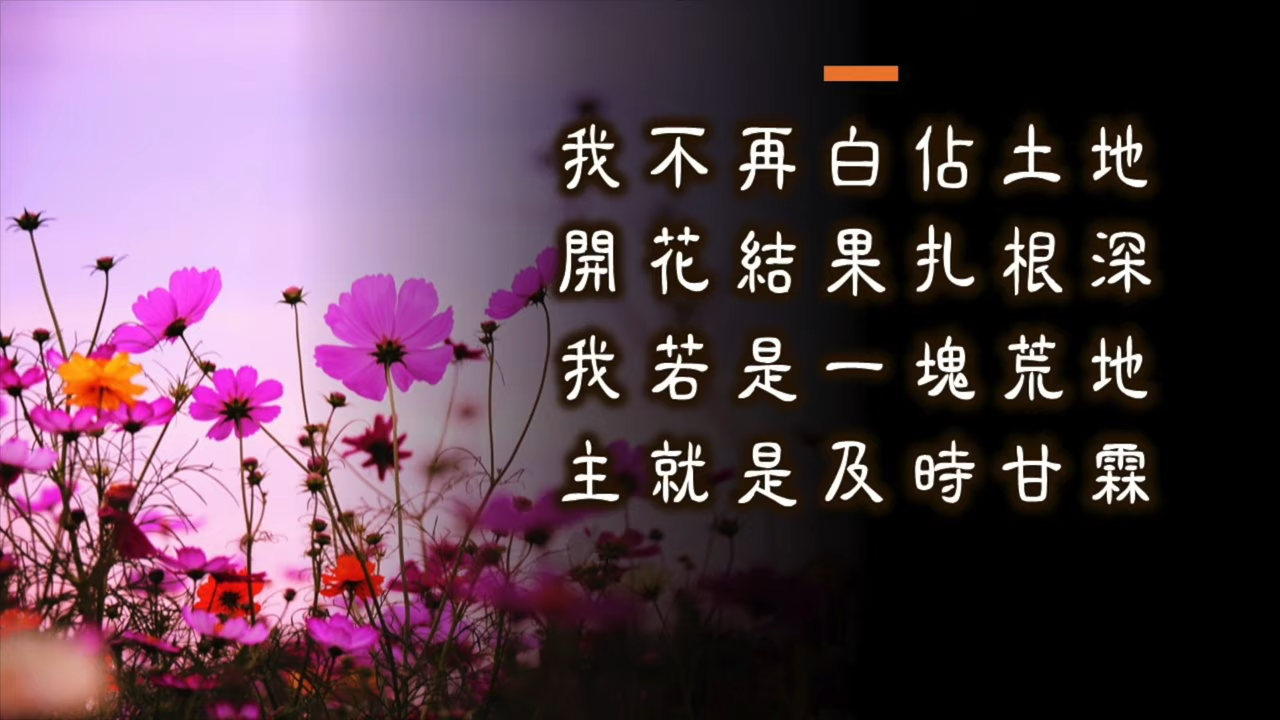 我不再白佔土地
開花結果扎根深
我若是一塊荒地
主就是及時甘霖